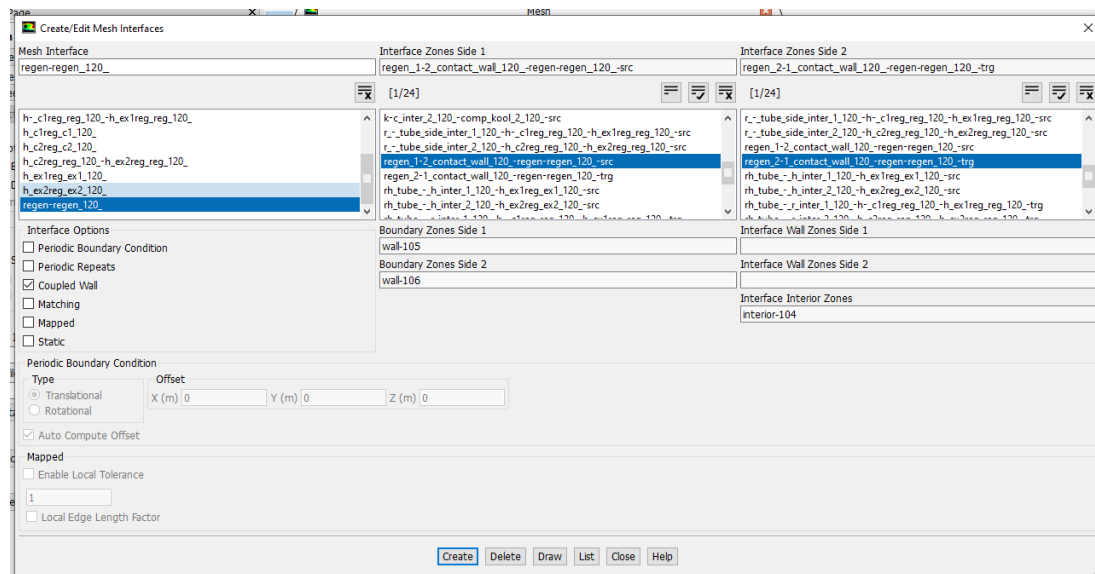 Mesh
Create/Edit Mesh Interfaces
Mesh Interface
regen-regen_120_
h-_c1reg_reg_120_-h_ex1reg_reg_120_
h_c1reg_c1_120_
h_c2reg_c2_120_
h_c2reg_reg_120_-h_ex2reg_reg_120_
h_ex1reg_ex1_120_
h_ex2reg_ex2_120_
regen-regen_120_
Interface Zones Side 1
regen_1-2_contact_wall_120_-regen-regen_120_-src
[1/24]
k-c_inter_2_120_-comp_kool_2_120_-src
r_-_tube_side_inter_1_120_-h-_c1reg_reg_120_-h_ex1reg_reg_120_-src
r_-_tube_side_inter_2_120_-h_c2reg_reg_120_-h_ex2reg_reg_120_-src
regen_1-2_contact_wall_120_-regen-regen_120_-src
regen_2-1_contact_wall_120_-regen-regen_120_-trg
rh_tube_-_h_inter_1_120_-h_ex1reg_ex1_120_-src
rh_tube_-_h_inter_2_120_-h_ex2reg_ex2_120_-src
Interface Zones Side 2
regen_2-1_contact_wall_120_-regen-regen_120_-trg
[1/24]
r_-_tube_side_inter_1_120_-h-_c1reg_reg_120_-h_ex1reg_reg_120_-src
r_-_tube_side_inter_2_120_-h_c2reg_reg_120_-h_ex2reg_reg_120_-src
regen_1-2_contact_wall_120_-regen-regen_120_-src
regen_2-1_contact_wall_120_-regen-regen_120_-trg
rh_tube_-_h_inter_1_120_-h_ex1reg_ex1_120_-src
rh_tube_-_h_inter_2_120_-h_ex2reg_ex2_120_-src
rh_tube_-_r_inter_1_120_-h-_c1reg_reg_120_-h_ex1reg_reg_120_-trg
Interface Options
Periodic Boundary Condition
Periodic Repeats
Coupled Wall
Matching
Mapped
Static
Boundary Zones Side 1
wall-105
Boundary Zones Side 2
wall-106
Interface Wall Zones Side 1
Interface Wall Zones Side 2
Interface Interior Zones
interior-104
Periodic Boundary Condition
Type
Translational
Rotational
Offset
X (m) 0
Y (m) 0
Z (m) 0
Auto Compute Offset
Mapped
Enable Local Tolerance
1
Local Edge Length Factor
Create Delete Draw List Close Help